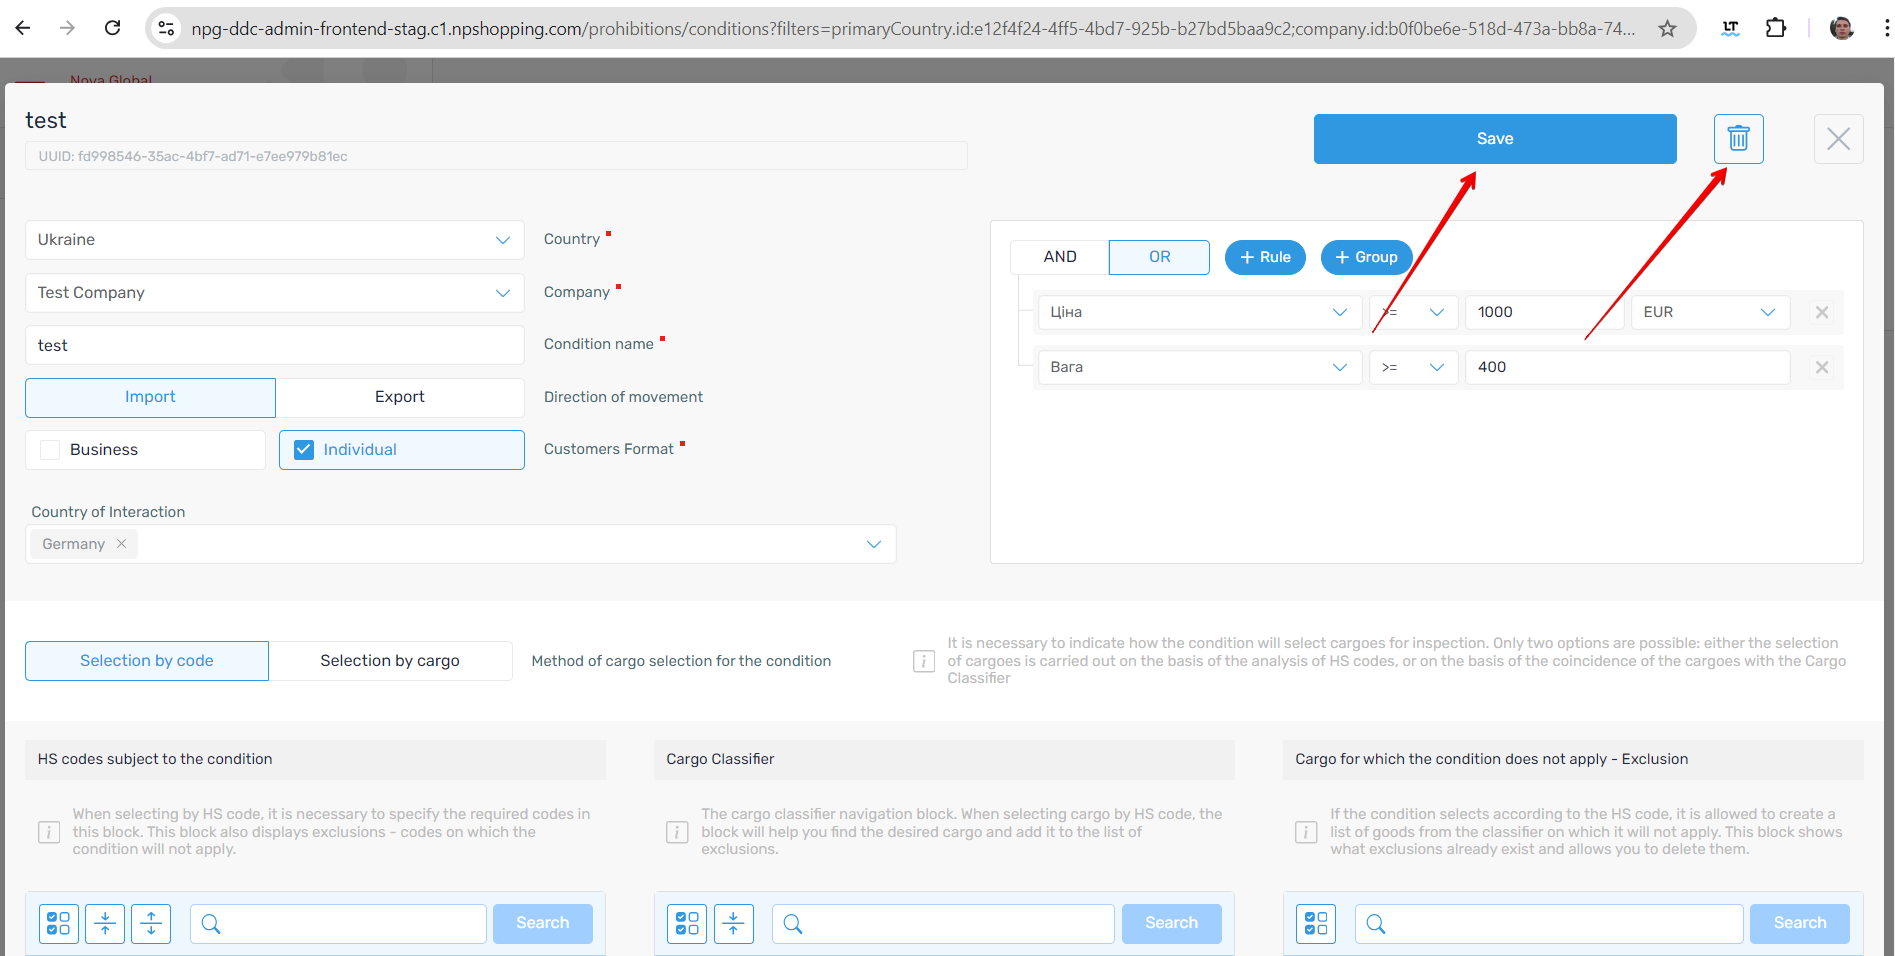 npg-ddc-admin-frontend-stag.c1.npshopping.com/prohibitions/conditions?filters=primaryCountry.id:e12f4f24-4ff5-4bd7-925b-b27bd5baa9c2;company.id:b0f0be6e-518d-473a-bb8a-74...
LT
Nova Global
test
Save
UUID: fd998546-35ac-4bf7-ad71-e7ee979b81ec
Ukraine
Country
AND
OR
+ Rule
+ Group
Test Company
Company
Ціна
>=
1000
EUR
test
Condition name
Вага
>=
400
Import
Export
Direction of movement
Business
Individual
Customers Format
Country of Interaction
Germany
Selection by code
Selection by cargo
Method of cargo selection for the condition
It is necessary to indicate how the condition will select cargoes for inspection. Only two options are possible: either the selection
of cargoes is carried out on the basis of the analysis of HS codes, or on the basis of the coincidence of the cargoes with the Cargo
Classifier
HS codes subject to the condition
When selecting by HS code, it is necessary to specify the required codes in
this block. This block also displays exclusions - codes on which the
condition will not apply.
Search
Cargo Classifier
The cargo classifier navigation block. When selecting cargo by HS code, the
block will help you find the desired cargo and add it to the list of
exclusions.
Search
Cargo for which the condition does not apply - Exclusion
If the condition selects according to the HS code, it is allowed to create a
list of goods from the classifier on which it will not apply. This block shows
what exclusions already exist and allows you to delete them.
Search